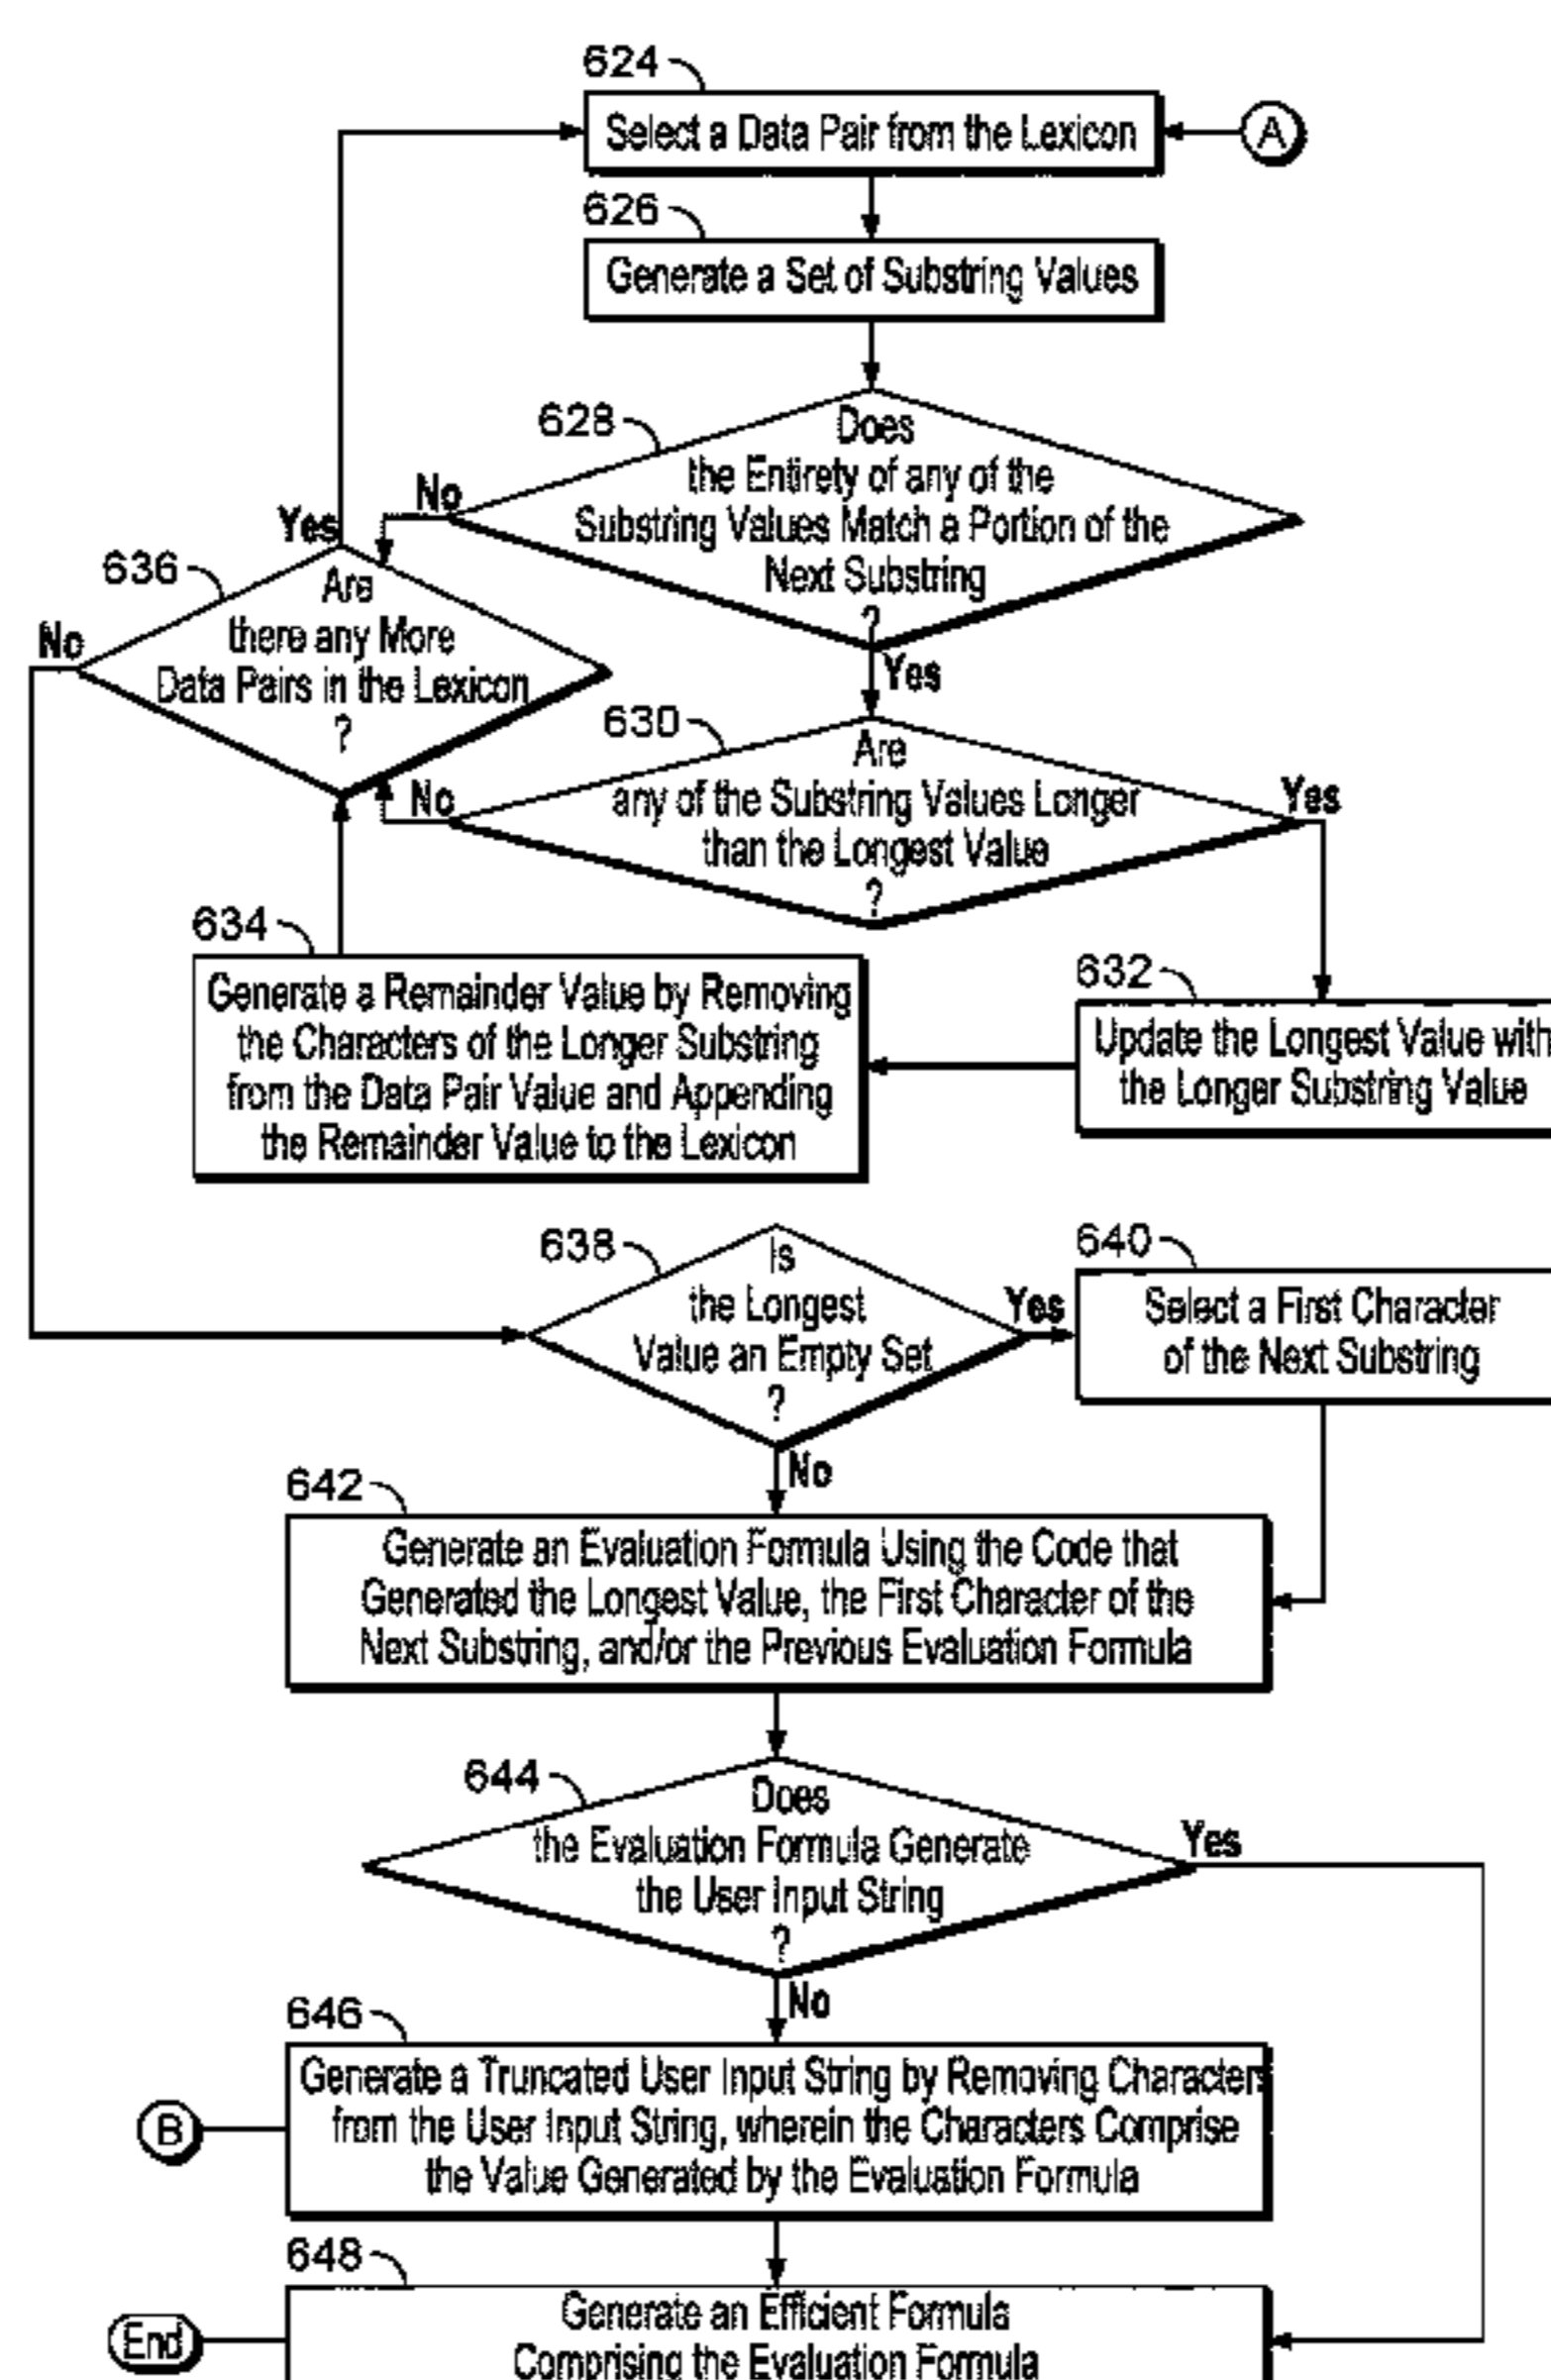 624
Select a Data Pair from the Lexicon
A
626
Generate a Set of Substring Values
628
Does
the Entirety of any of the
Substring Values Match a Portion of the
Next Substring
?
No
Yes
636
Are
there any More
Data Pairs in the Lexicon
?
Yes
No
630
Are
any of the Substring Values Longer
than the Longest Value
?
No
Yes
632
Update the Longest Value with
the Longer Substring Value
634
Generate a Remainder Value by Removing
the Characters of the Longer Substring
from the Data Pair Value and Appending
the Remainder Value to the Lexicon
638
Is
the Longest
Value an Empty Set
?
Yes
No
640
Select a First Character
of the Next Substring
642
Generate an Evaluation Formula Using the Code that
Generated the Longest Value, the First Character of the
Next Substring, and/or the Previous Evaluation Formula
644
Does
the Evaluation Formula Generate
the User Input String
?
Yes
No
646
Generate a Truncated User Input String by Removing Characters
from the User Input String, wherein the Characters Comprise
the Value Generated by the Evaluation Formula
B
648
Generate an Efficient Formula
Comprising the Evaluation Formula
End